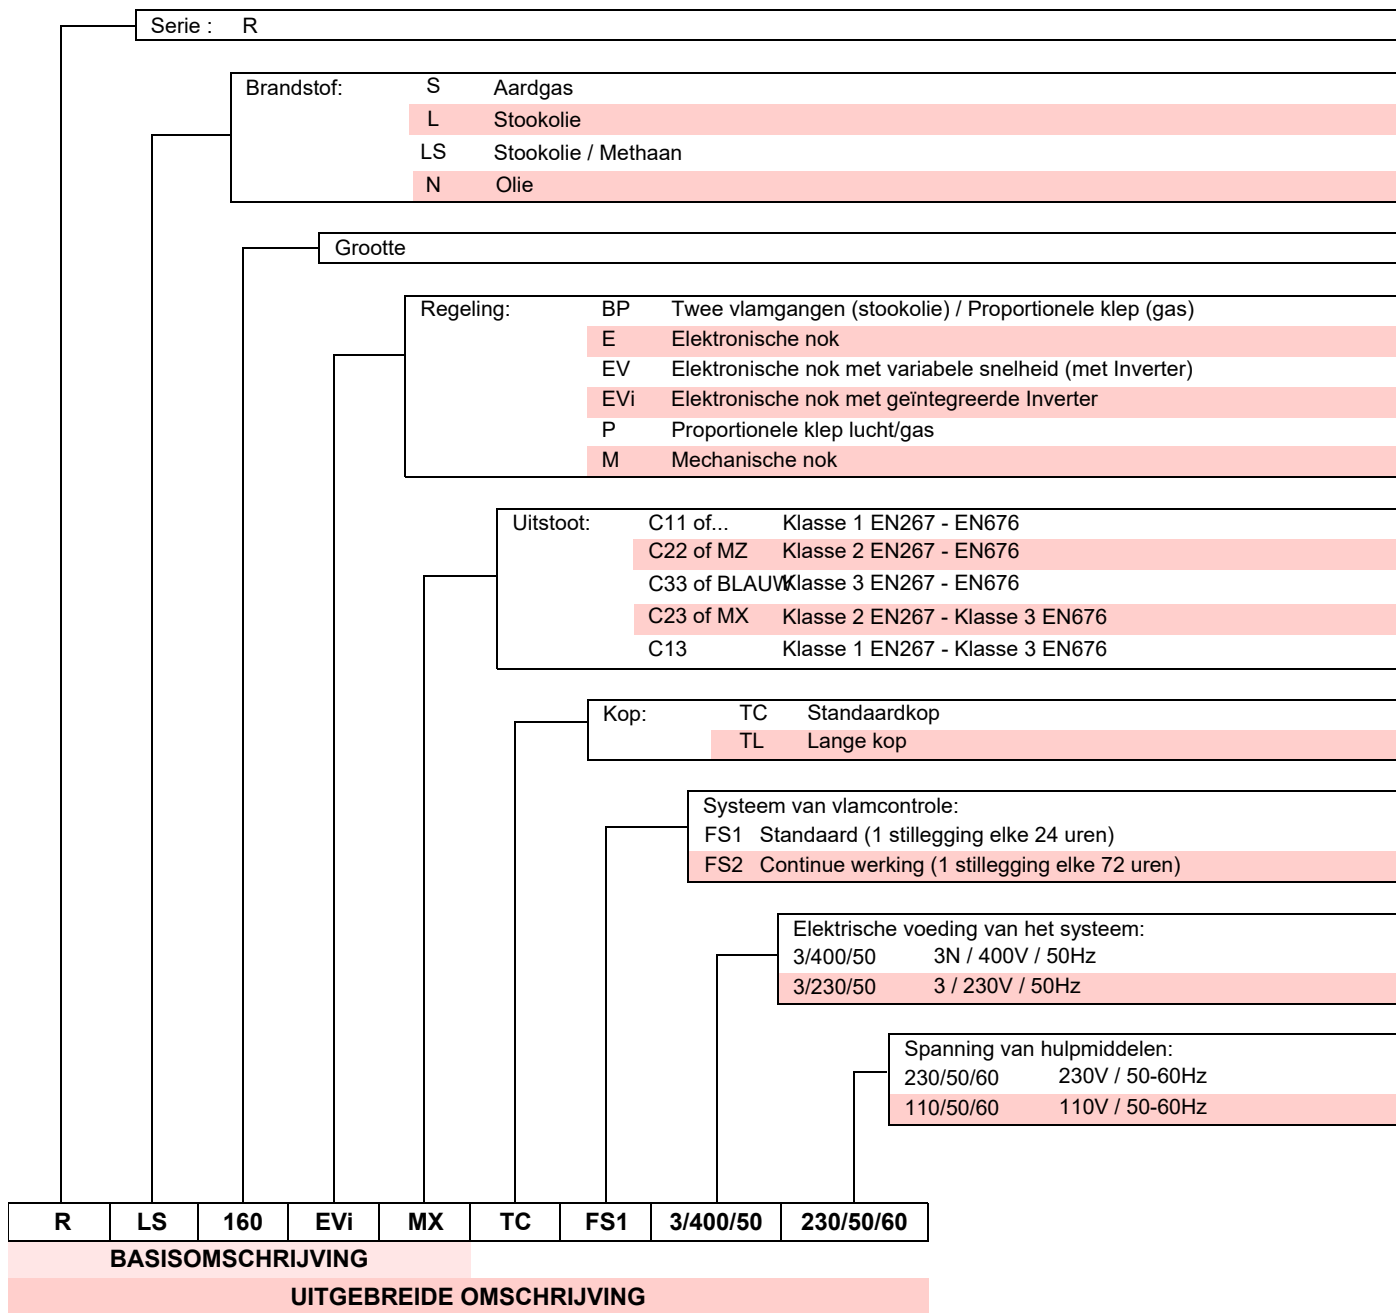 Serie : R
Brandstof: S Aardgas
L Stookolie
LS Stookolie / Methaan
N Olie
Grootte
Regeling: BP Twee vlamgangen (stookolie) / Proportionele klep (gas)
E Elektronische nok
EV Elektronische nok met variabele snelheid (met Inverter)
EVi Elektronische nok met geïntegreerde Inverter
P Proportionele klep lucht/gas
M Mechanische nok
Uitstoot: C11 of... Klasse 1 EN267 - EN676
C22 of MZ Klasse 2 EN267 - EN676
C33 of BLAUW Klasse 3 EN267 - EN676
C23 of MX Klasse 2 EN267 - Klasse 3 EN676
C13 Klasse 1 EN267 - Klasse 3 EN676
Kop: TC Standaardkop
TL Lange kop
Systeem van vlamcontrole:
FS1 Standaard (1 stillegging elke 24 uren)
FS2 Continue werking (1 stillegging elke 72 uren)
Elektrische voeding van het systeem:
3/400/50 3N / 400V / 50Hz
3/230/50 3 / 230V / 50Hz
Spanning van hulpmiddelen:
230/50/60 230V / 50-60Hz
110/50/60 110V / 50-60Hz
R LS 160 EVi MX TC FS1 3/400/50 230/50/60
BASISOMSCHRIJVING
UITGEBREIDE OMSCHRIJVING